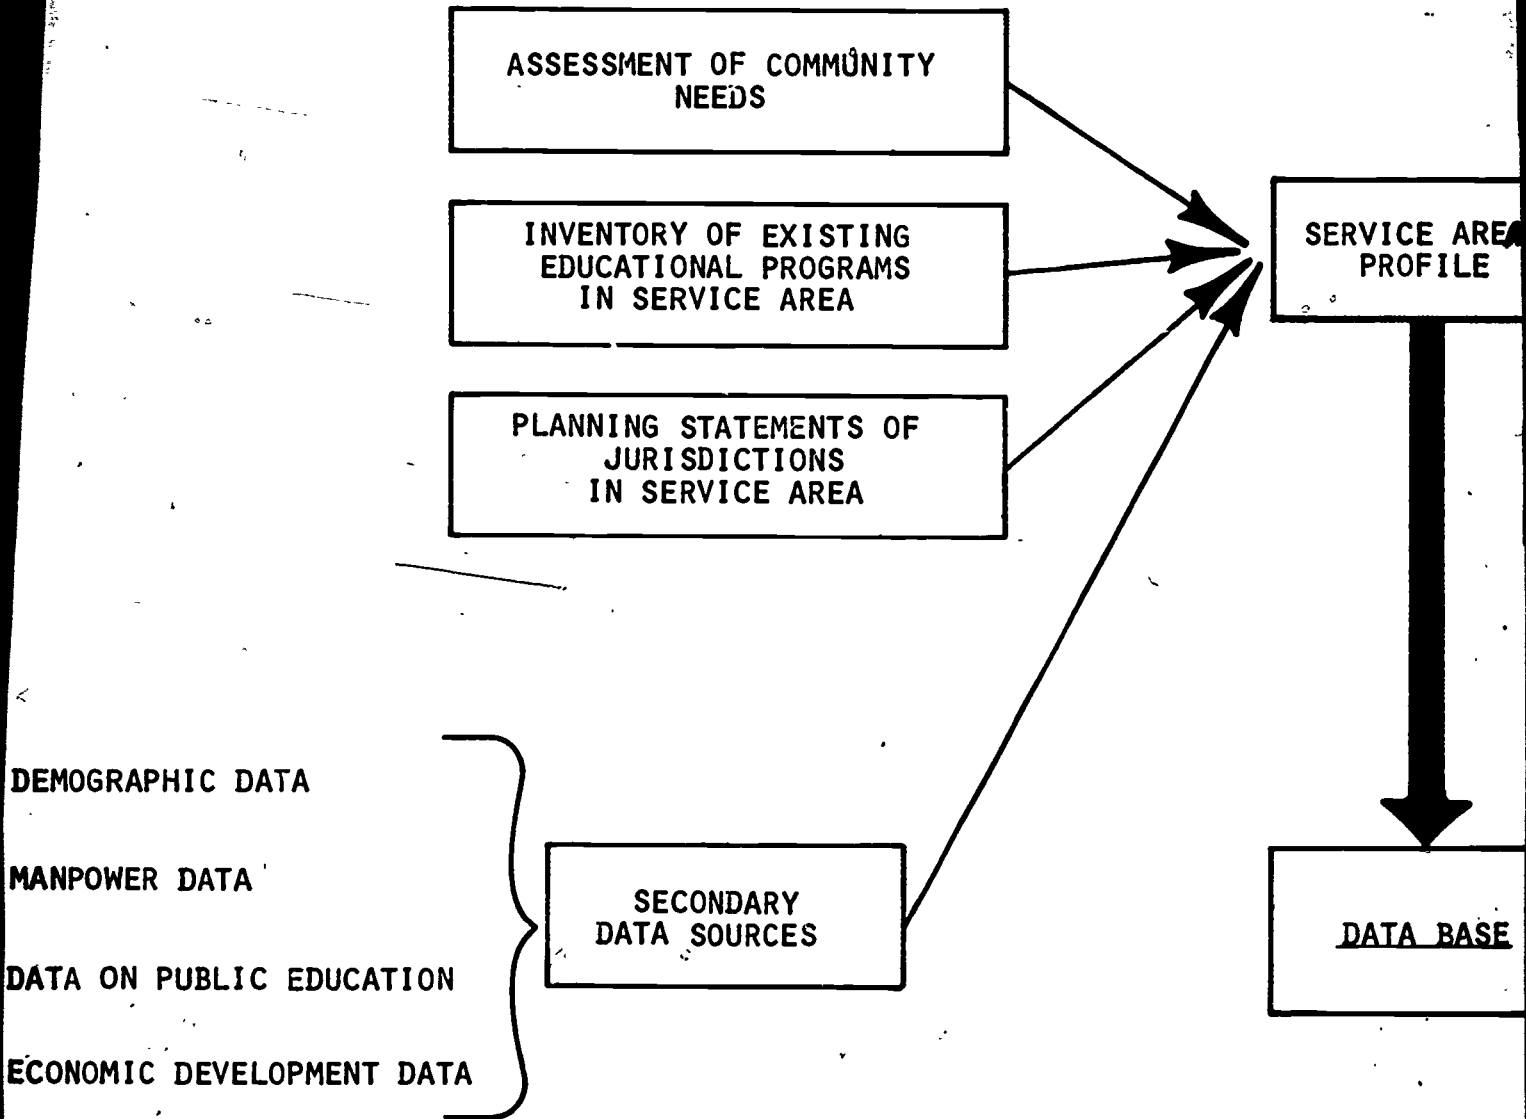 ASSESSMENT OF COMMUNITY
NEEDS
INVENTORY OF EXISTING
EDUCATIONAL PROGRAMS
IN SERVICE AREA
PLANNING STATEMENTS OF
JURISDICTIONS
IN SERVICE AREA
SERVICE AREA
PROFILE
DEMOGRAPHIC DATA
MANPOWER DATA
DATA ON PUBLIC EDUCATION
ECONOMIC DEVELOPMENT DATA
SECONDARY
DATA SOURCES
DATA BASE